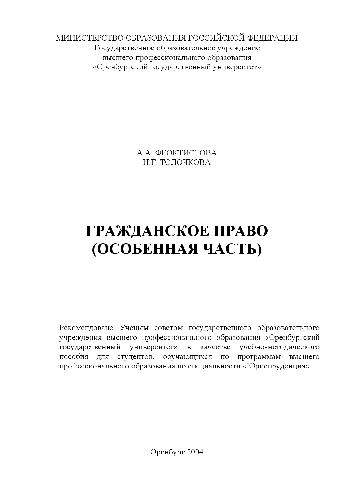 МИНИСТЕРСТВО ОБРАЗОВАНИЯ РОССИЙСКОЙ ФЕДЕРАЦИИ
Государственное образовательное учреждение
высшего профессионального образования
«Оренбургский государственный университет»
А.А. ФЕОКТИСТОВА
ГРАЖДАНСКОЕ ПРАВО
(ОСОБЕННАЯ ЧАСТЬ)
Рекомендовано Ученым советом государственного образовательного
учреждения высшего профессионального образования «Оренбургский
государственный университет» в качестве учебно-методического
пособия для студентов, обучающихся по программам высшего
профессионального образования по специальности «Юриспруденция»
Оренбург 2004